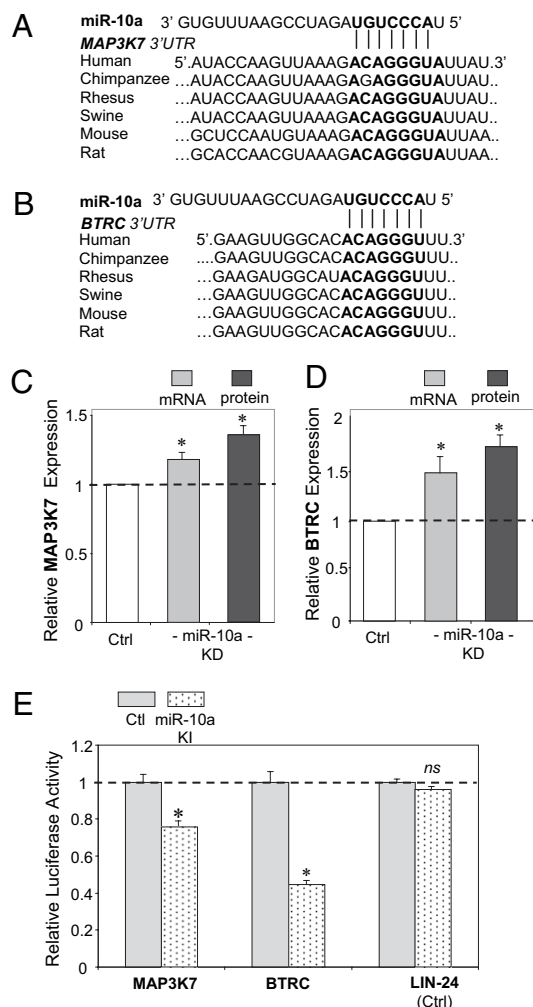 A
miR-10a 3’ GUGUUUAAGCCUAGAUGUCCCAU 5’
MAP3K7 3’UTR
Human 5’.AUACCAAGUUAAAGACAGGGUAUUAU.3’
Chimpanzee ...AUACCAAGUUAAAGAGAGGGUAUUAU..
Rhesus ...AUACCAAGUUAAAGACAGGGUAUUAU..
Swine ...AUACCAAGUUAAAGACAGGGUAUUAU..
Mouse ...GCUCCAAUGUAAAGACAGGGUAUUAA..
Rat ...GCACCAACGUAAAGACAGGGUAUUAA..
B
miR-10a 3’ GUGUUUAAGCCUAGAUGUCCCAU 5’
BTRC 3’UTR
Human 5’.GAAGUUGGCACACAGGGUUU.3’
Chimpanzee ....GAAGUUGGCACACAGGGUUU..
Rhesus ...GAAGAUGGCAUACAGGGUUU..
Swine ...GAAGUUGGCACACAGGGUUU..
Mouse ...GAAGUUGGCAUACAGGGUUU..
Rat ...GAAGUUGGCACACAGGGUUU..
C
mRNA protein
Relative MAP3K7 Expression
1.5
1
0.5
0
* *
Ctrl - miR-10a -
KD
D
mRNA protein
Relative BTRC Expression
2
1.5
1
0.5
0
* *
Ctrl - miR-10a -
KD
E
Ctl miR-10a
KI
Relative Luciferase Activity
1.2
1
0.8
0.6
0.4
0.2
0
* * ns
MAP3K7 BTRC LIN-24
(Ctrl)